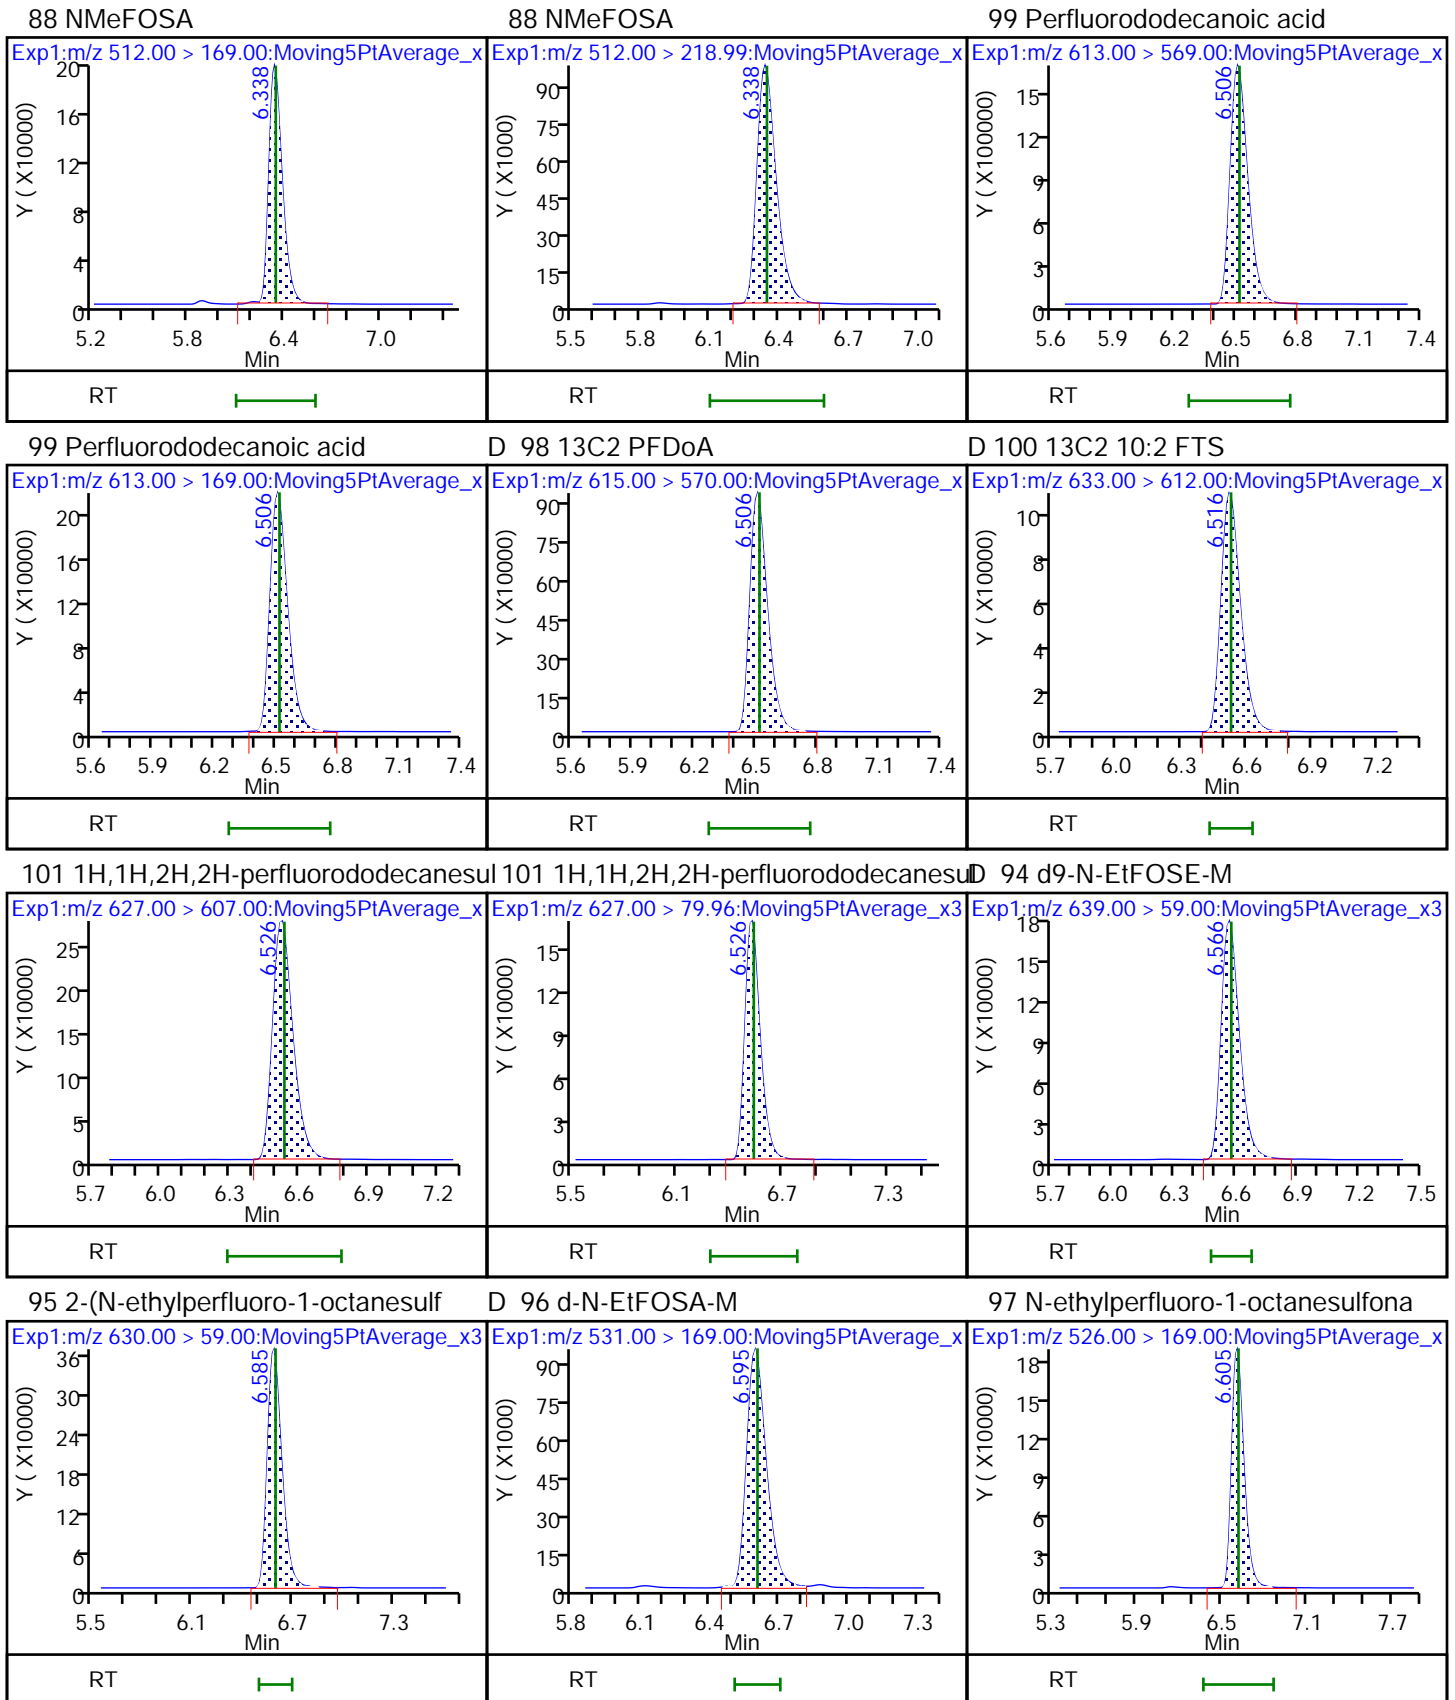 88 NMeFOSA
88 NMeFOSA
99 Perfluorododecanoic acid
Exp1:m/z 512.00 > 169.00:Moving5PtAverage_x
Exp1:m/z 512.00 > 218.99:Moving5PtAverage_x
Exp1:m/z 613.00 > 569.00:Moving5PtAverage_x
6.338
6.338
6.506
Y ( X10000)
20
16
12
8
4
0
Y ( X1000)
90
75
60
45
30
15
0
Y ( X100000)
15
12
9
6
3
0
5.2 5.8 6.4 7.0
5.5 5.8 6.1 6.4 6.7 7.0
5.6 5.9 6.2 6.5 6.8 7.1 7.4
Min
Min
Min
RT
RT
RT
99 Perfluorododecanoic acid
D 98 13C2 PFDoA
D 100 13C2 10:2 FTS
Exp1:m/z 613.00 > 169.00:Moving5PtAverage_x
Exp1:m/z 615.00 > 570.00:Moving5PtAverage_x
Exp1:m/z 633.00 > 612.00:Moving5PtAverage_x
6.506
6.506
6.516
Y ( X10000)
20
16
12
8
4
0
Y ( X10000)
90
75
60
45
30
15
0
Y ( X10000)
10
8
6
4
2
0
5.6 5.9 6.2 6.5 6.8 7.1 7.4
5.6 5.9 6.2 6.5 6.8 7.1 7.4
5.7 6.0 6.3 6.6 6.9 7.2
Min
Min
Min
RT
RT
RT
101 1H,1H,2H,2H-perfluorododecanesul
101 1H,1H,2H,2H-perfluorododecanesul
D 94 d9-N-EtFOSE-M
Exp1:m/z 627.00 > 607.00:Moving5PtAverage_x
Exp1:m/z 627.00 > 79.96:Moving5PtAverage_x3
Exp1:m/z 639.00 > 59.00:Moving5PtAverage_x3
6.526
6.526
6.566
Y ( X10000)
25
20
15
10
5
0
Y ( X10000)
15
12
9
6
3
0
Y ( X10000)
18
15
12
9
6
3
0
5.7 6.0 6.3 6.6 6.9 7.2
5.5 6.1 6.7 7.3
5.7 6.0 6.3 6.6 6.9 7.2 7.5
Min
Min
Min
RT
RT
RT
95 2-(N-ethylperfluoro-1-octanesulf
D 96 d-N-EtFOSA-M
97 N-ethylperfluoro-1-octanesulfona
Exp1:m/z 630.00 > 59.00:Moving5PtAverage_x3
Exp1:m/z 531.00 > 169.00:Moving5PtAverage_x
Exp1:m/z 526.00 > 169.00:Moving5PtAverage_x
6.585
6.595
6.605
Y ( X10000)
36
30
24
18
12
6
0
Y ( X1000)
90
75
60
45
30
15
0
Y ( X10000)
18
15
12
9
6
3
0
5.5 6.1 6.7 7.3
5.8 6.1 6.4 6.7 7.0 7.3
5.3 5.9 6.5 7.1 7.7
Min
Min
Min
RT
RT
RT